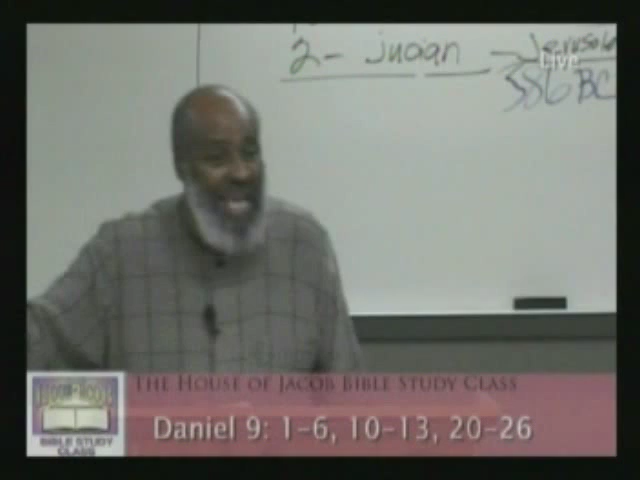 2 - judah - Jerusal
Live
586 BC
THE HOUSE OF JACOB BIBLE STUDY CLASS
Daniel 9: 1-6, 10-13, 20-26
BIBLE STUDY
CLASS